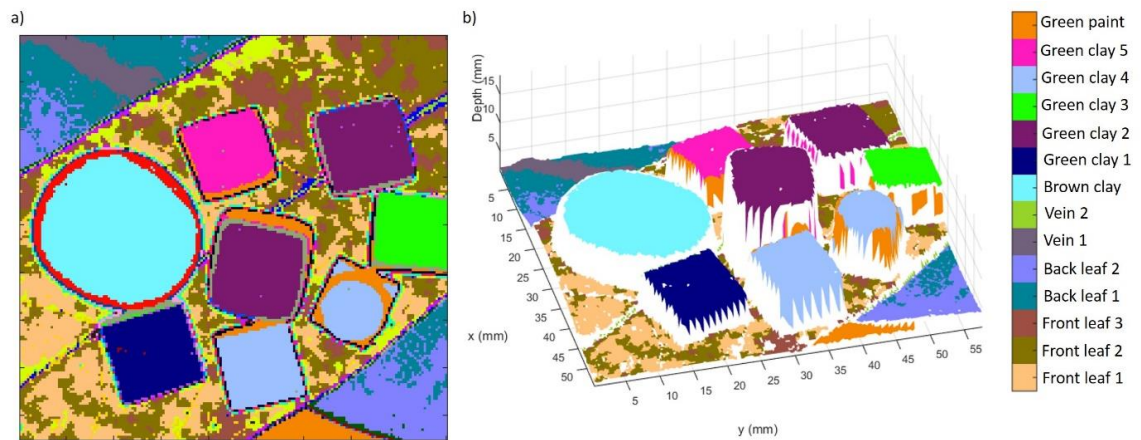 a)
b)
Depth (mm)
15
10
5
5
10
15
20
25
30
35
40
45
50
x (mm)
5
10
15
20
25
30
35
40
45
50
55
y (mm)
Green paint
Green clay 5
Green clay 4
Green clay 3
Green clay 2
Green clay 1
Brown clay
Vein 2
Vein 1
Back leaf 2
Back leaf 1
Front leaf 3
Front leaf 2
Front leaf 1